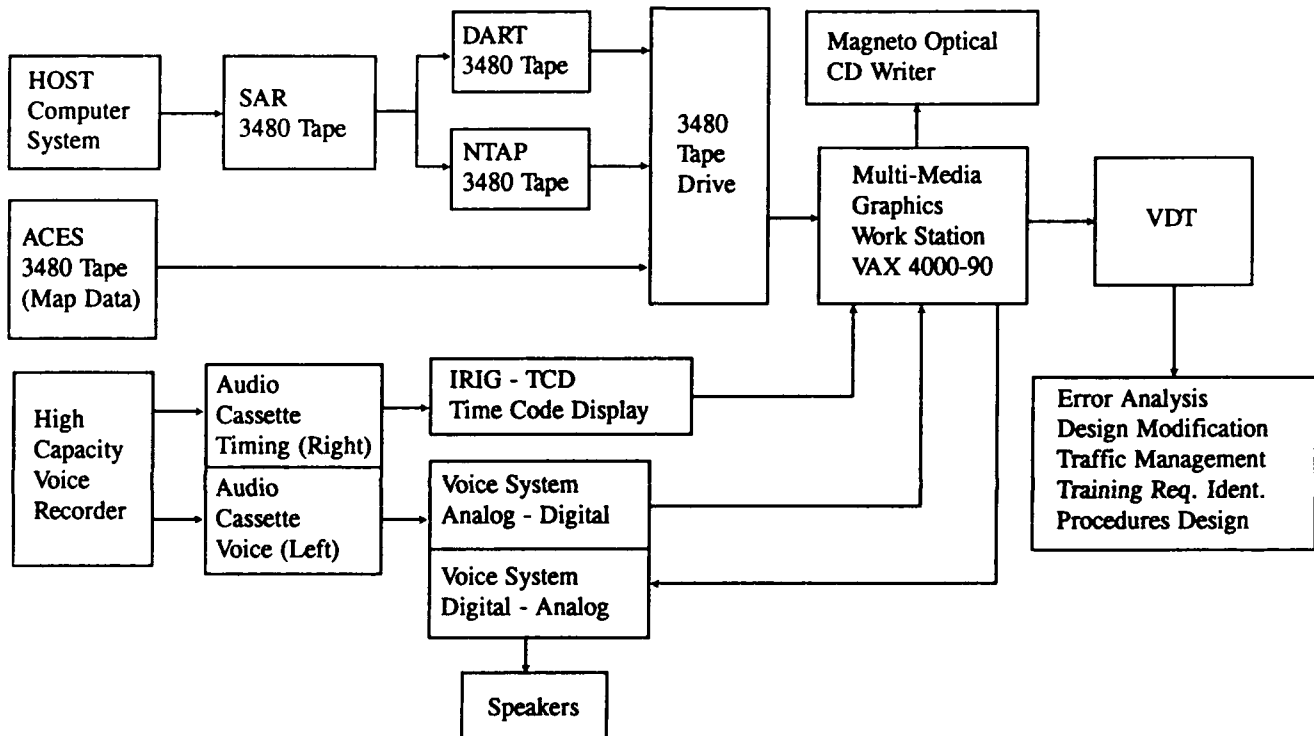 HOST
Computer
System
SAR
3480 Tape
DART
3480 Tape
NTAP
3480 Tape
3480
Tape
Drive
Magneto Optical
CD Writer
Multi-Media
Graphics
Work Station
VAX 4000-90
VDT
ACES
3480 Tape
(Map Data)
High
Capacity
Voice
Recorder
Audio
Cassette
Timing (Right)
Audio
Cassette
Voice (Left)
IRIG - TCD
Time Code Display
Voice System
Analog - Digital
Voice System
Digital - Analog
Speakers
Error Analysis
Design Modification
Traffic Management
Training Req. Ident.
Procedures Design